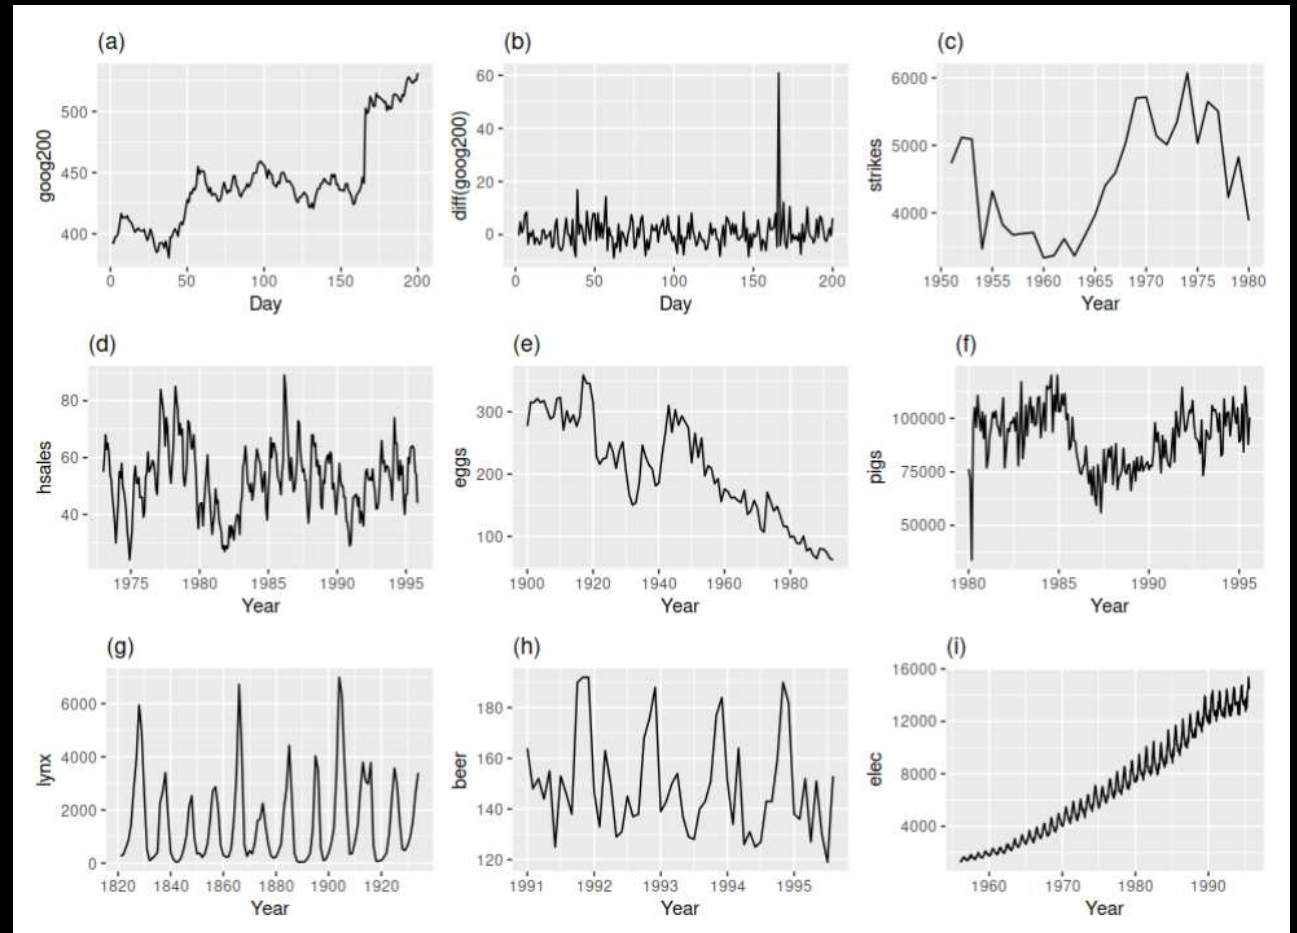 (a)
goog200
500
450
400
0 50 100 150 200
Day
(b)
diff(goog200)
60
40
20
0
0 50 100 150 200
Day
(c)
strikes
6000
5000
4000
1950 1955 1960 1965 1970 1975 1980
Year
(d)
hsales
80
60
40
1975 1980 1985 1990 1995
Year
(e)
eggs
300
200
100
1900 1920 1940 1960 1980
Year
(f)
pigs
100000
75000
50000
1980 1985 1990 1995
Year
(g)
lynx
6000
4000
2000
0
1820 1840 1860 1880 1900 1920
Year
(h)
beer
180
160
140
120
1991 1992 1993 1994 1995
Year
(i)
elec
16000
12000
8000
4000
1960 1970 1980 1990
Year